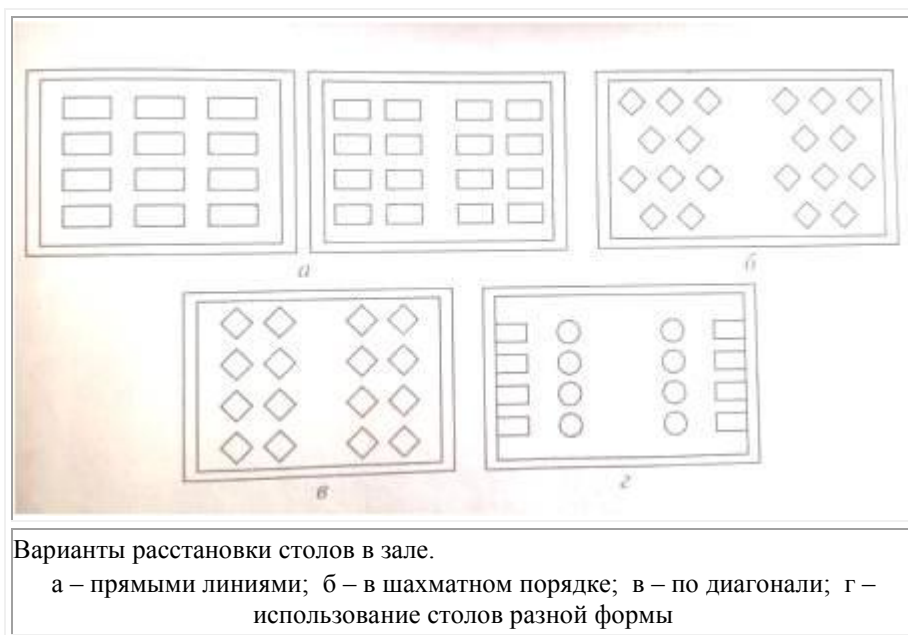 а
б
в
г
Варианты расстановки столов в зале.
а – прямыми линиями; б – в шахматном порядке; в – по диагонали; г –
использование столов разной формы